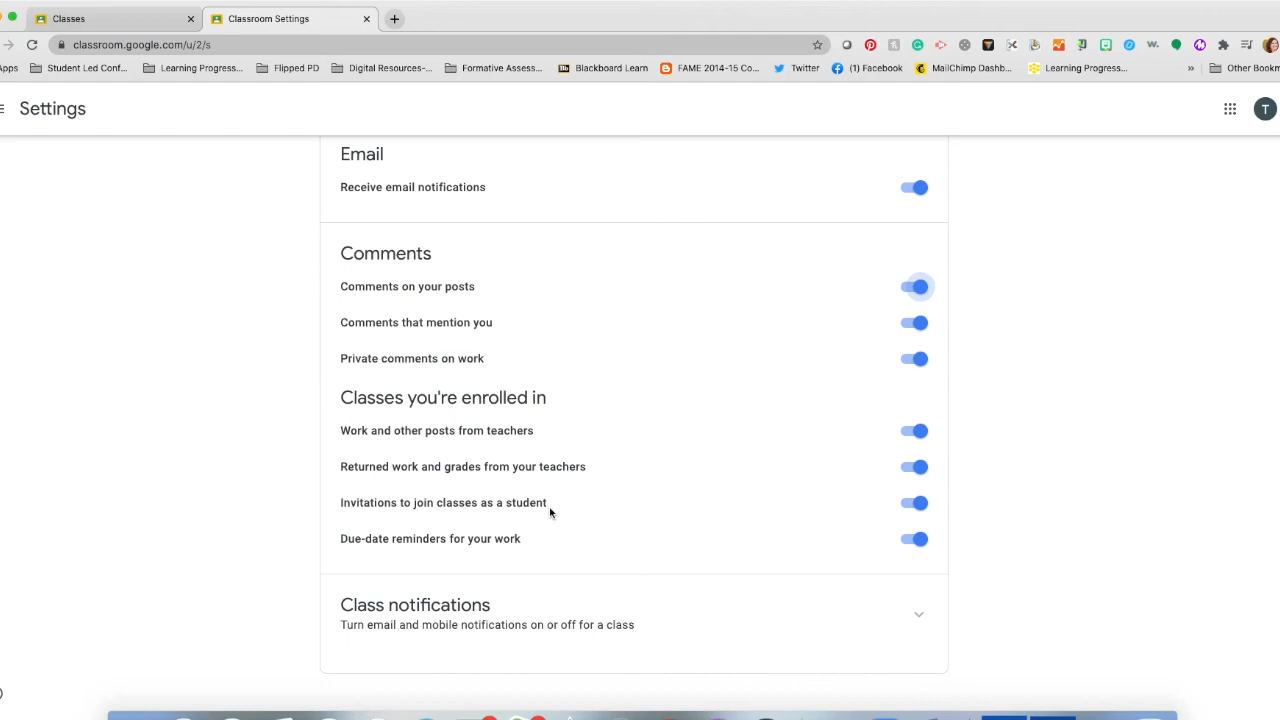 Classes
Classroom Settings
classroom.google.com/u/2/s
Apps
Student Led Conf...
Learning Progress...
Flipped PD
Digital Resources-...
Formative Assess...
Bb
Blackboard Learn
FAME 2014-15 Co...
Twitter
(1) Facebook
MailChimp Dashb...
Learning Progress...
»
Other Bookm
Settings
T
Email
Receive email notifications
Comments
Comments on your posts
Comments that mention you
Private comments on work
Classes you're enrolled in
Work and other posts from teachers
Returned work and grades from your teachers
Invitations to join classes as a student
Due-date reminders for your work
Class notifications
Turn email and mobile notifications on or off for a class